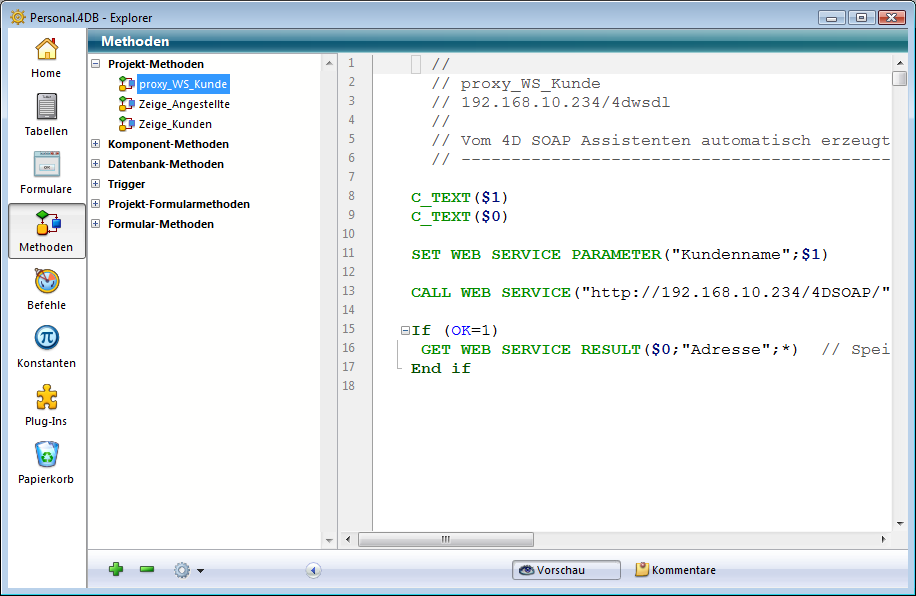 Personal.4DB - Explorer
Home
Tabellen
Formulare
Methoden
Befehle
Konstanten
Plug-Ins
Papierkorb
Methoden
Projekt-Methoden
proxy_WS_Kunde
Zeige_Angestellte
Zeige_Kunden
Komponent-Methoden
Datenbank-Methoden
Trigger
Projekt-Formularmethoden
Formular-Methoden
1 //
2 // proxy_WS_Kunde
3 // 192.168.10.234/4dwsdl
4 //
5 // Vom 4D SOAP Assistenten automatisch erzeugt
6 // -------------------------------------------
7
8 C_TEXT($1)
9 C_TEXT($0)
10
11 SET WEB SERVICE PARAMETER("Kundenname";$1)
12
13 CALL WEB SERVICE("http://192.168.10.234/4DSOAP/"
14
15 If (OK=1)
16 GET WEB SERVICE RESULT($0;"Adresse";*) // Spei
17 End if
18
Vorschau
Kommentare